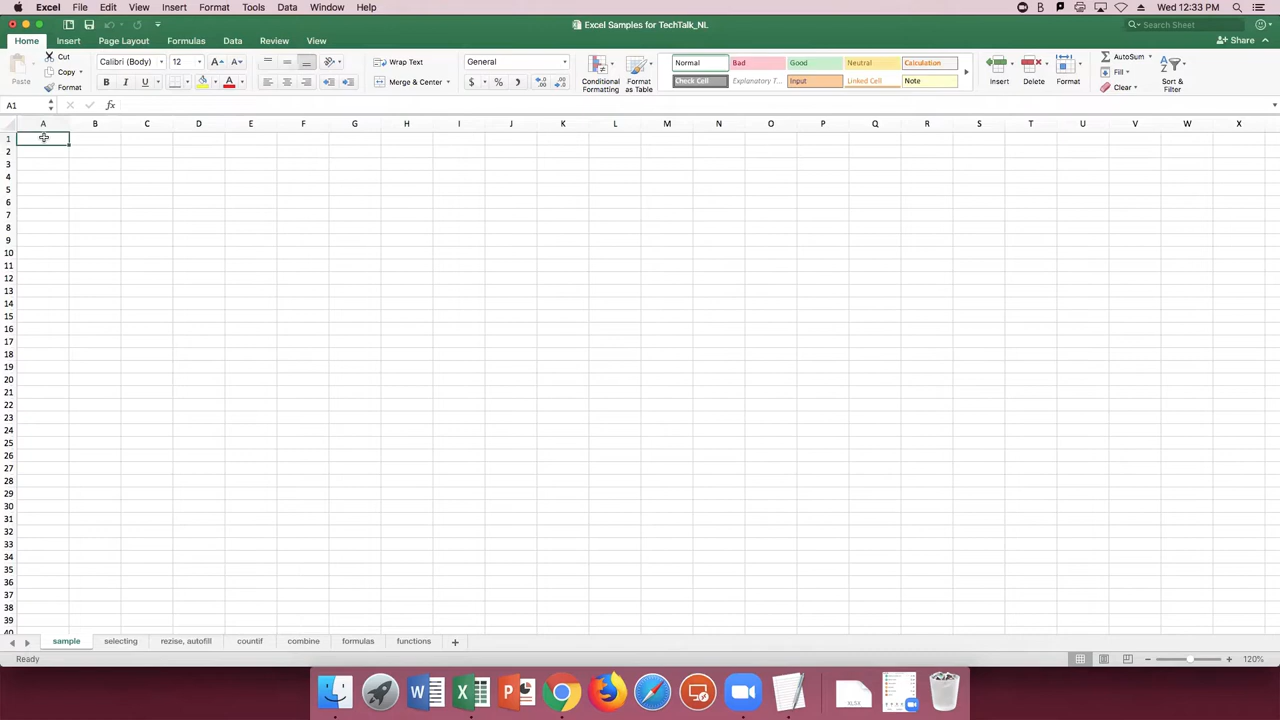 Excel File Edit View Insert Format Tools Data Window Help Wed 12:33 PM
Excel Samples for TechTalk_NL Search Sheet
Home Insert Page Layout Formulas Data Review View Share
Paste Cut Copy Format
Calibri (Body) 12 A A
B I U A
Wrap Text
Merge & Center
General
$ % ,
Conditional Formatting
Format as Table
Normal Bad Good Neutral Calculation
Check Cell Explanatory T... Input Linked Cell Note
Insert Delete Format
AutoSum
Fill
Clear
Sort & Filter
A1 fx
A B C D E F G H I J K L M N O P Q R S T U V W X
1
2
3
4
5
6
7
8
9
10
11
12
13
14
15
16
17
18
19
20
21
22
23
24
25
26
27
28
29
30
31
32
33
34
35
36
37
38
40
sample selecting rezise, autofill countif combine formulas functions +
Ready 120%
XLSX